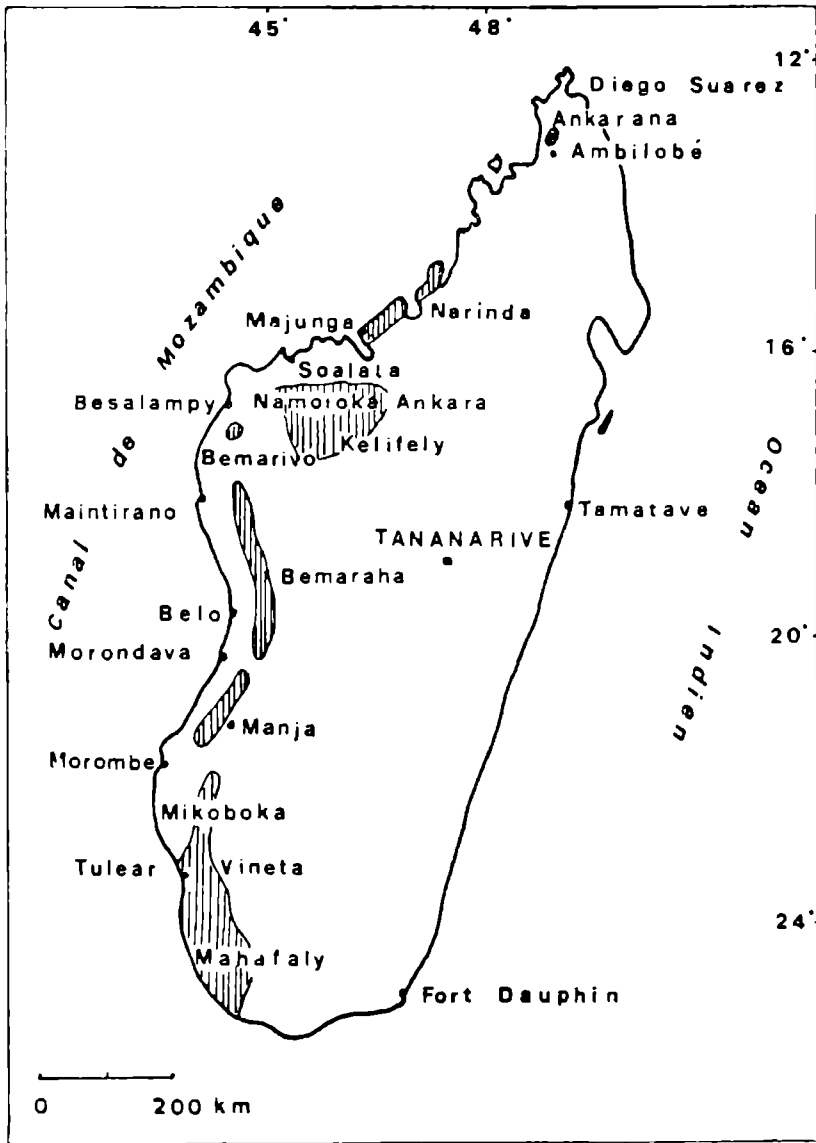 45° 48°
12°
Diego Suarez
Ankarana
Ambilobé
Canal de Mozambique
Majunga
Narinda
16°
Soalala
Besalampy
Namoroka Ankara
Kelifely
Bemarivo
Maintirano
Tamatave
Ocean Indien
TANANARIVE
Bemaraha
Belo
20°
Morondava
Manja
Morombe
Mikoboka
Tulear
Vineta
24°
Mahafaly
Fort Dauphin
0 200 km